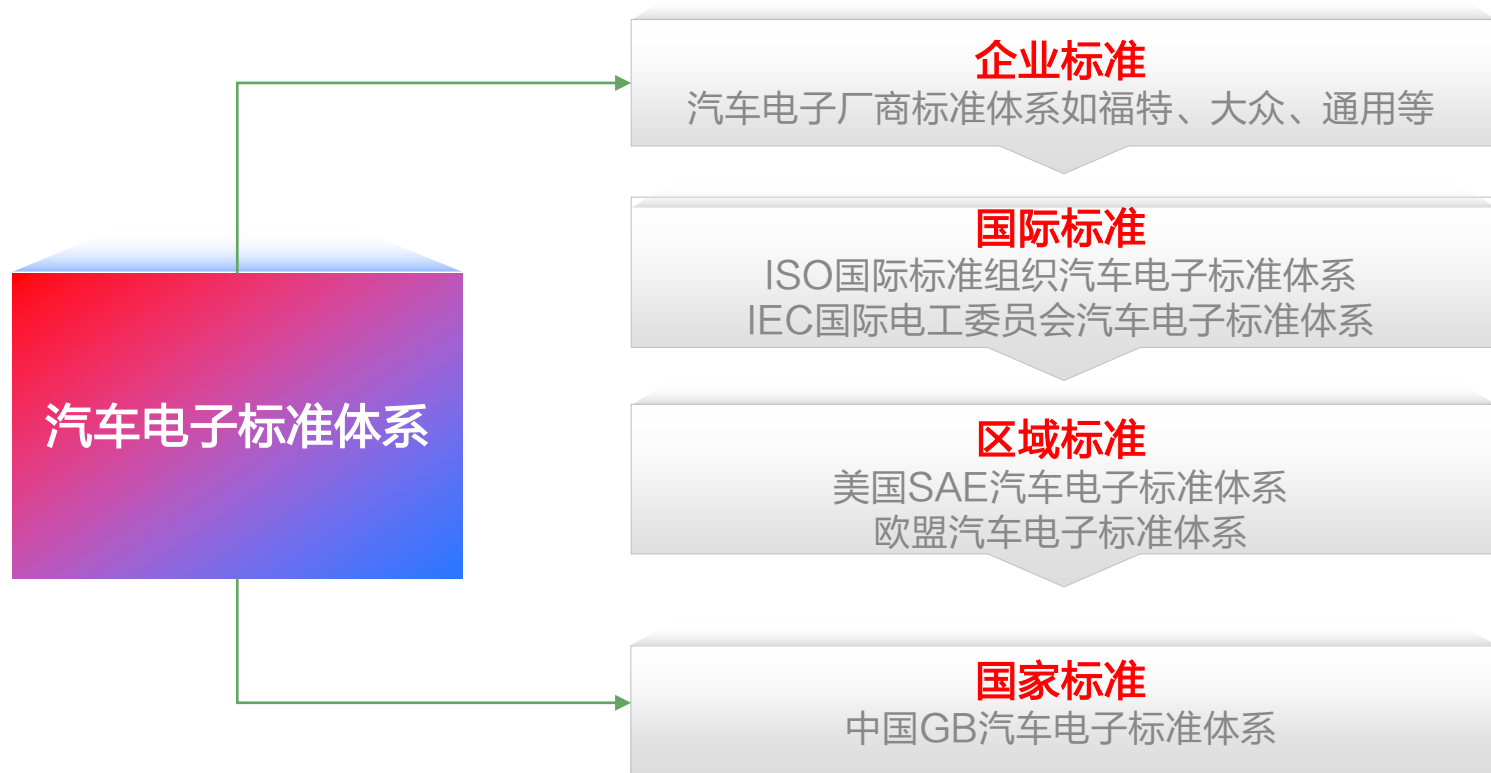 汽车电子标准体系
企业标准
汽车电子厂商标准体系如福特、大众、通用等
国际标准
ISO国际标准组织汽车电子标准体系
IEC国际电工委员会汽车电子标准体系
区域标准
美国SAE汽车电子标准体系
欧盟汽车电子标准体系
国家标准
中国GB汽车电子标准体系